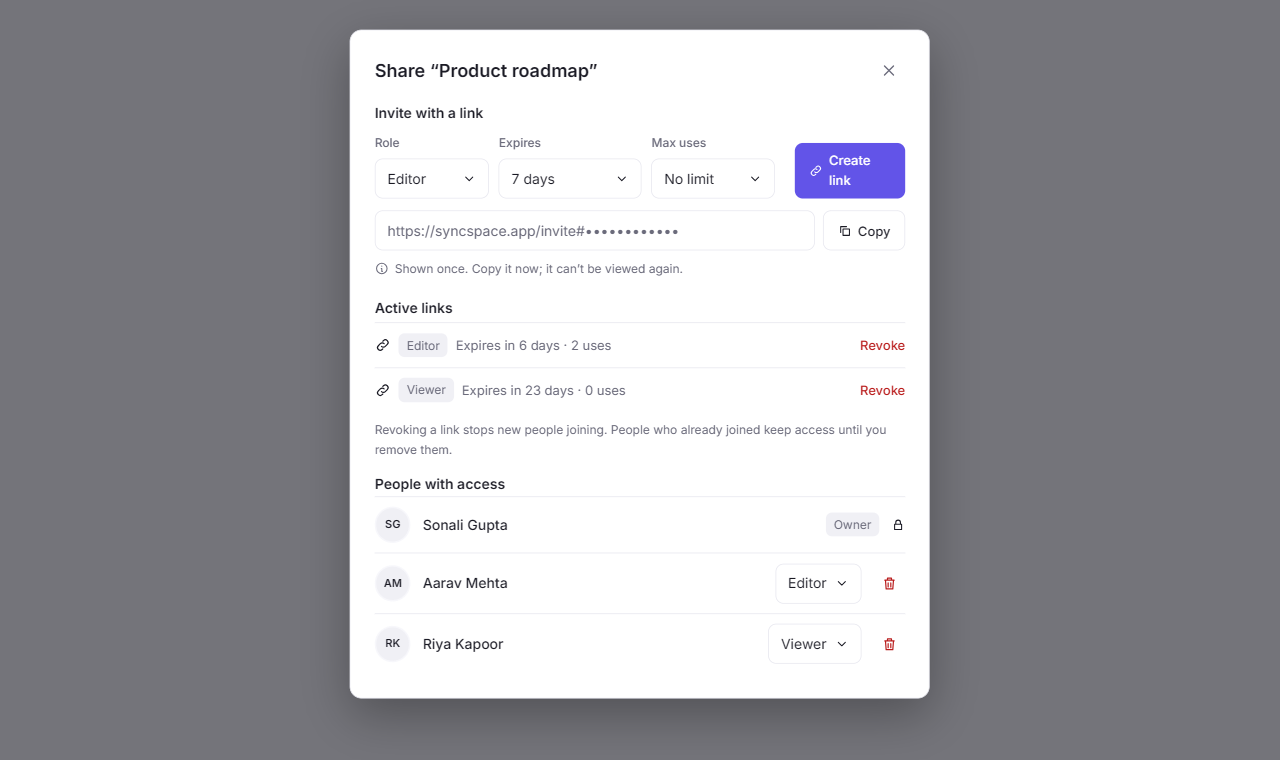 Share “Product roadmap”
Invite with a link
Role Expires Max uses
Editor 7 days No limit Create link
https://syncspace.app/invite#•••••••••••• Copy
Shown once. Copy it now; it can’t be viewed again.
Active links
Editor Expires in 6 days · 2 uses Revoke
Viewer Expires in 23 days · 0 uses Revoke
Revoking a link stops new people joining. People who already joined keep access until you
remove them.
People with access
SG Sonali Gupta Owner
AM Aarav Mehta Editor
RK Riya Kapoor Viewer